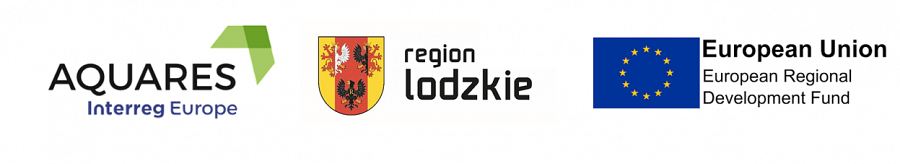 AQUARES
Interreg Europe
region
lodzkie
European Union
European Regional
Development Fund